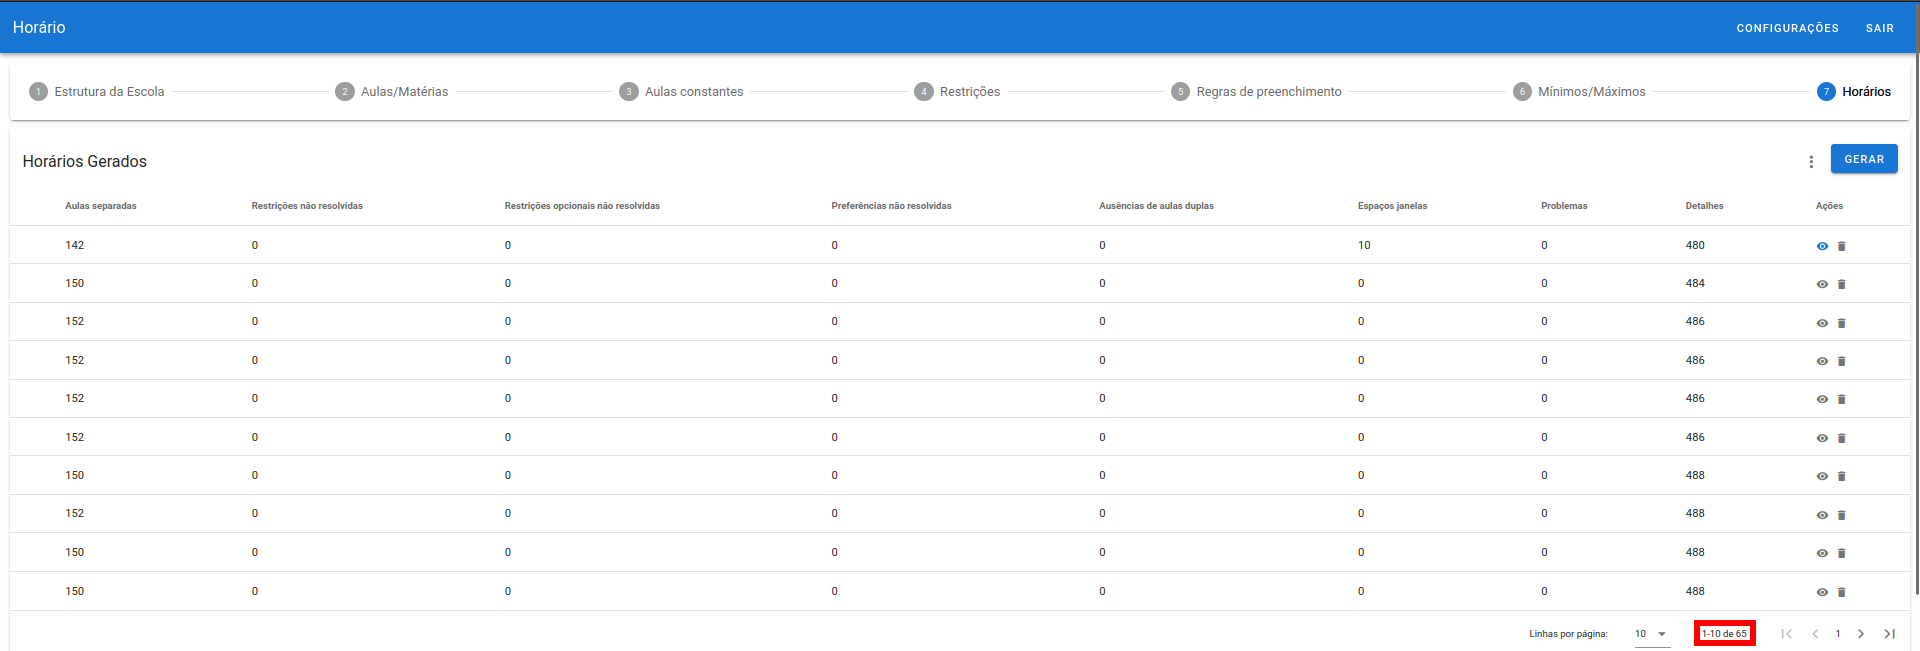 Horário CONFIGURAÇÕES SAIR
1 Estrutura da Escola 2 Aulas/Matérias 3 Aulas constantes 4 Restrições 5 Regras de preenchimento 6 Mínimos/Máximos 7 Horários
Horários Gerados GERAR
Aulas separadas Restrições não resolvidas Restrições opcionais não resolvidas Preferências não resolvidas Ausências de aulas duplas Espaços janelas Problemas Detalhes Ações
142 0 0 0 0 10 0 480
150 0 0 0 0 0 0 484
152 0 0 0 0 0 0 486
152 0 0 0 0 0 0 486
152 0 0 0 0 0 0 486
152 0 0 0 0 0 0 486
150 0 0 0 0 0 0 488
152 0 0 0 0 0 0 488
150 0 0 0 0 0 0 488
150 0 0 0 0 0 0 488
Linhas por página: 10 1-10 de 65 1